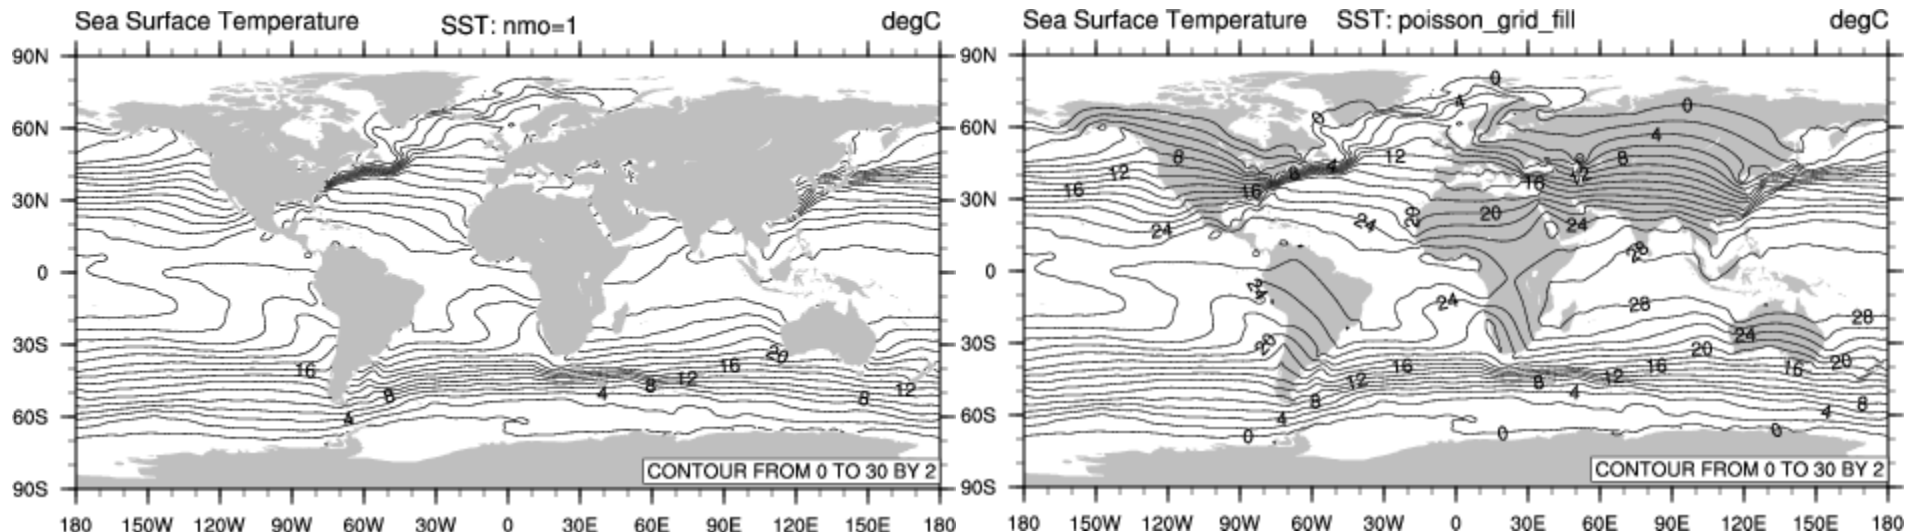 Sea Surface Temperature SST: nmo=1 degC
90N
60N
30N
0
30S
60S
90S
16 20 16 12 8 4 8 12 8 4
CONTOUR FROM 0 TO 30 BY 2
180 150W 120W 90W 60W 30W 0 30E 60E 90E 120E 150E 180
Sea Surface Temperature SST: poisson_grid_fill degC
90N
60N
30N
0
30S
60S
90S
0 4 0 0 4 8
12 16 8 16 8 4 12 16 12
24 24 20 20 24 28
24 24 28 28
20 24 20 16 16 16 20
12 8 12 8 4 8 4 4
0 0 0
CONTOUR FROM 0 TO 30 BY 2
180 150W 120W 90W 60W 30W 0 30E 60E 90E 120E 150E 180